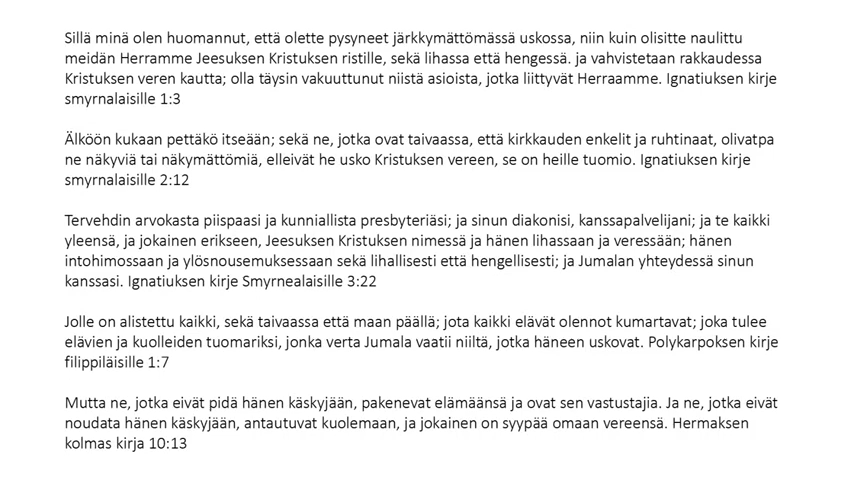 Sillä minä olen huomannut, että olette pysyneet järkkymättömässä uskossa, niin kuin olisitte naulittu
meidän Herramme Jeesuksen Kristuksen ristille, sekä lihassa että hengessä. ja vahvistetaan rakkaudessa
Kristuksen veren kautta; olla täysin vakuuttunut niistä asioista, jotka liittyvät Herraamme. Ignatiuksen kirje
smyrnalaisille 1:3
Älköön kukaan pettäkö itseään; sekä ne, jotka ovat taivaassa, että kirkkauden enkelit ja ruhtinaat, olivatpa
ne näkyviä tai näkymättömiä, elleivät he usko Kristuksen vereen, se on heille tuomio. Ignatiuksen kirje
smyrnalaisille 2:12
Tervehdin arvokasta piispaasi ja kunniallista presbyteriäsi; ja sinun diakonisi, kanssapalvelijani; ja te kaikki
yleensä, ja jokainen erikseen, Jeesuksen Kristuksen nimessä ja hänen lihassaan ja veressään; hänen
intohimossaan ja ylösnousemuksessaan sekä lihallisesti että hengellisesti; ja Jumalan yhteydessä sinun
kanssasi. Ignatiuksen kirje Smyrnealaisille 3:22
Jolle on alistettu kaikki, sekä taivaassa että maan päällä; jota kaikki elävät olennot kumartavat; joka tulee
elävien ja kuolleiden tuomariksi, jonka verta Jumala vaatii niiltä, jotka häneen uskovat. Polykarpoksen kirje
filippiläisille 1:7
Mutta ne, jotka eivät pidä hänen käskyjään, pakenevat elämäänsä ja ovat sen vastustajia. Ja ne, jotka eivät
noudata hänen käskyjään, antautuvat kuolemaan, ja jokainen on syypää omaan vereensä. Hermaksen
kolmas kirja 10:13